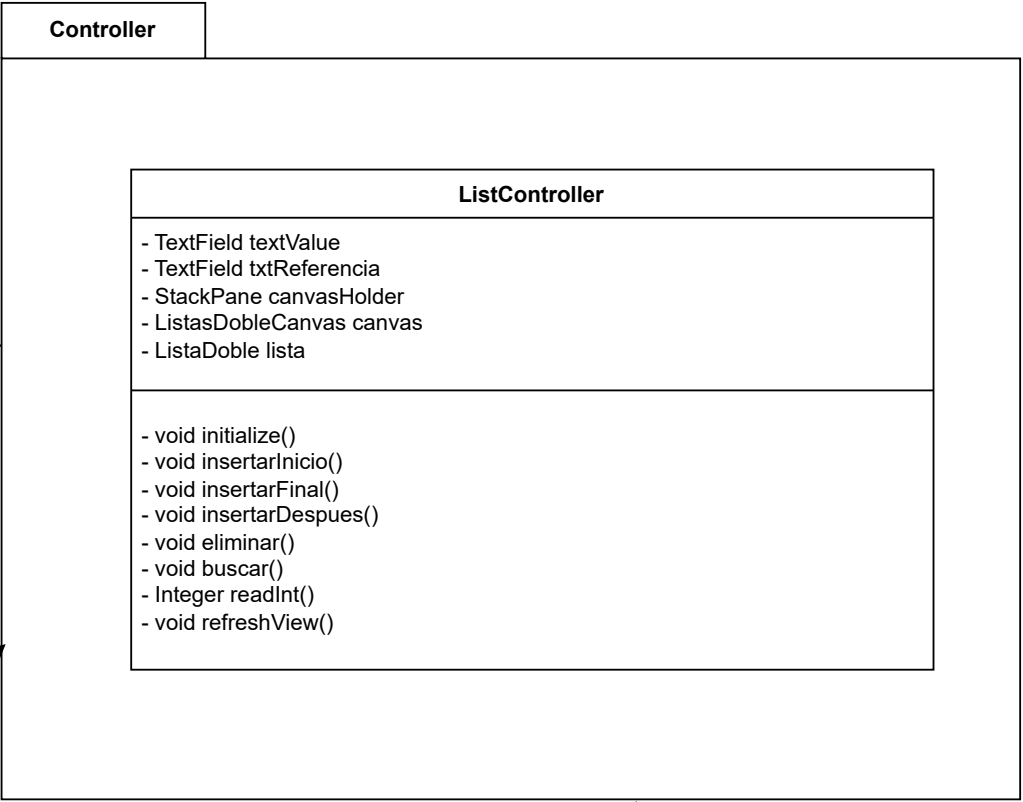 Controller
ListController
- TextField textValue
- TextField txtReferencia
- StackPane canvasHolder
- ListasDobleCanvas canvas
- ListaDoble lista
- void initialize()
- void insertarInicio()
- void insertarFinal()
- void insertarDespues()
- void eliminar()
- void buscar()
- Integer readInt()
- void refreshView()